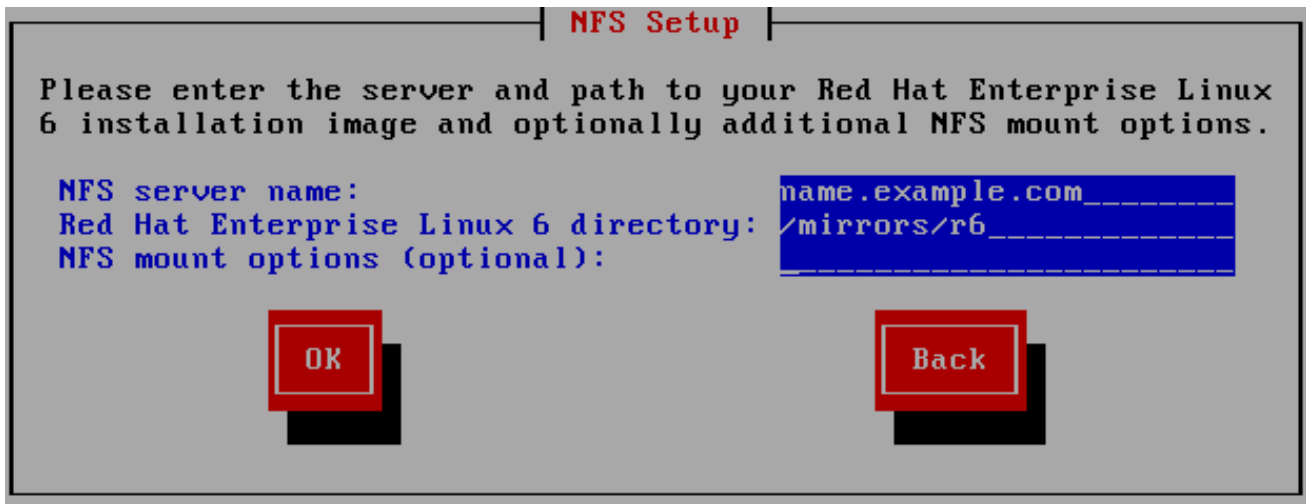 NFS Setup
Please enter the server and path to your Red Hat Enterprise Linux
6 installation image and optionally additional NFS mount options.
NFS server name: name.example.com________
Red Hat Enterprise Linux 6 directory: /mirrors/r6_____________
NFS mount options (optional): ________________________
OK Back